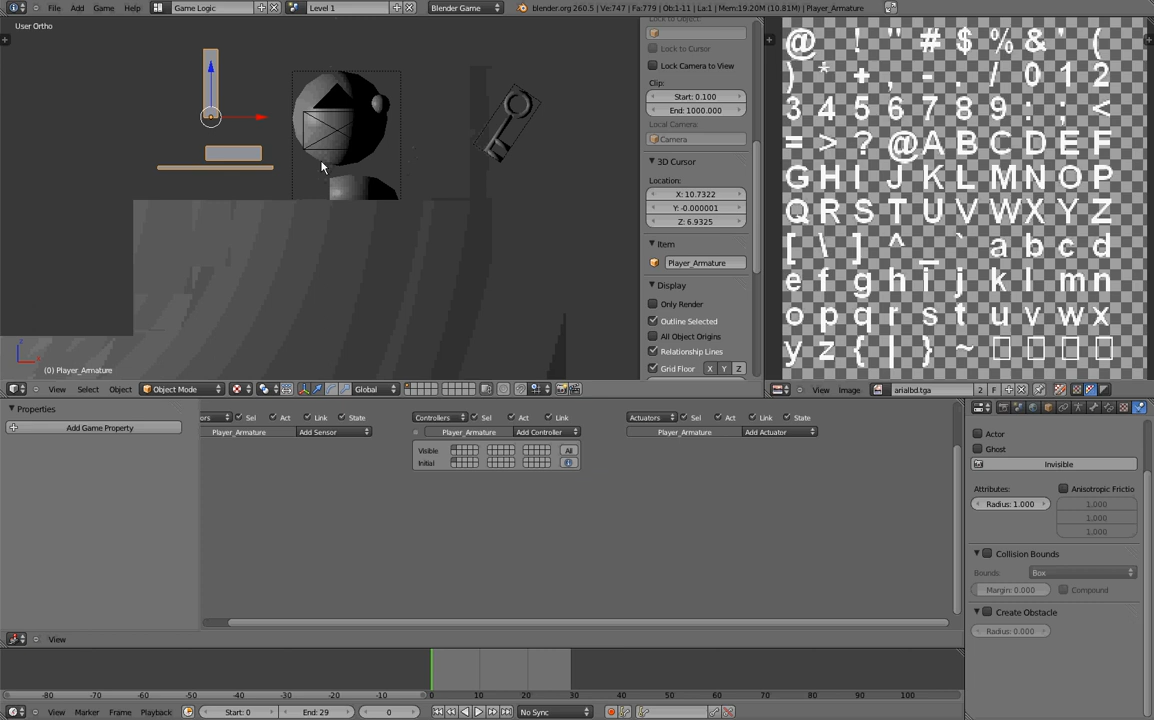 File Add Game Help Game Logic Level 1 Blender Game blender.org 260.5 | Ve:747 | Fa:779 | Ob:1-11 | La:1 | Mem:19.20M (10.81M) | Player_Armature
User Ortho
(0) Player_Armature
Lock to Object:
Lock to Cursor
Lock Camera to View
Clip:
Start: 0.100
End: 1000.000
Local Camera:
Camera
3D Cursor
Location:
X: 10.7322
Y: -0.000001
Z: 6.9325
Item
Player_Armature
Display
Only Render
Outline Selected
All Object Origins
Relationship Lines
Grid Floor X Y Z
@ ! " # $ % & ' (
) * + , - . / 0 1 2
3 4 5 6 7 8 9 : ; <
= > ? @ A B C D E F
G H I J K L M N O P
Q R S T U V W X Y Z
[ \ ] ^ _ ` a b c d
e f g h i j k l m n
o p q r s t u v w x
y z { | } ~
View Select Object Object Mode Global
View Image arialbd.tga 2 F
Properties
Add Game Property
Sel Act Link State
Player_Armature Add Sensor
Controllers Sel Act Link
Player_Armature Add Controller
Visible All
Initial
Actuators Sel Act Link State
Player_Armature Add Actuator
View
Actor
Ghost
Invisible
Attributes:
Anisotropic Frictio
Radius: 1.000
1.000
1.000
1.000
Collision Bounds
Bounds: Box
Margin: 0.000 Compound
Create Obstacle
Radius: 0.000
-80 -70 -60 -50 -40 -30 -20 -10 0 10 20 30 40 50 60 70 80 90 100
View Marker Frame Playback Start: 0 End: 29 0 No Sync